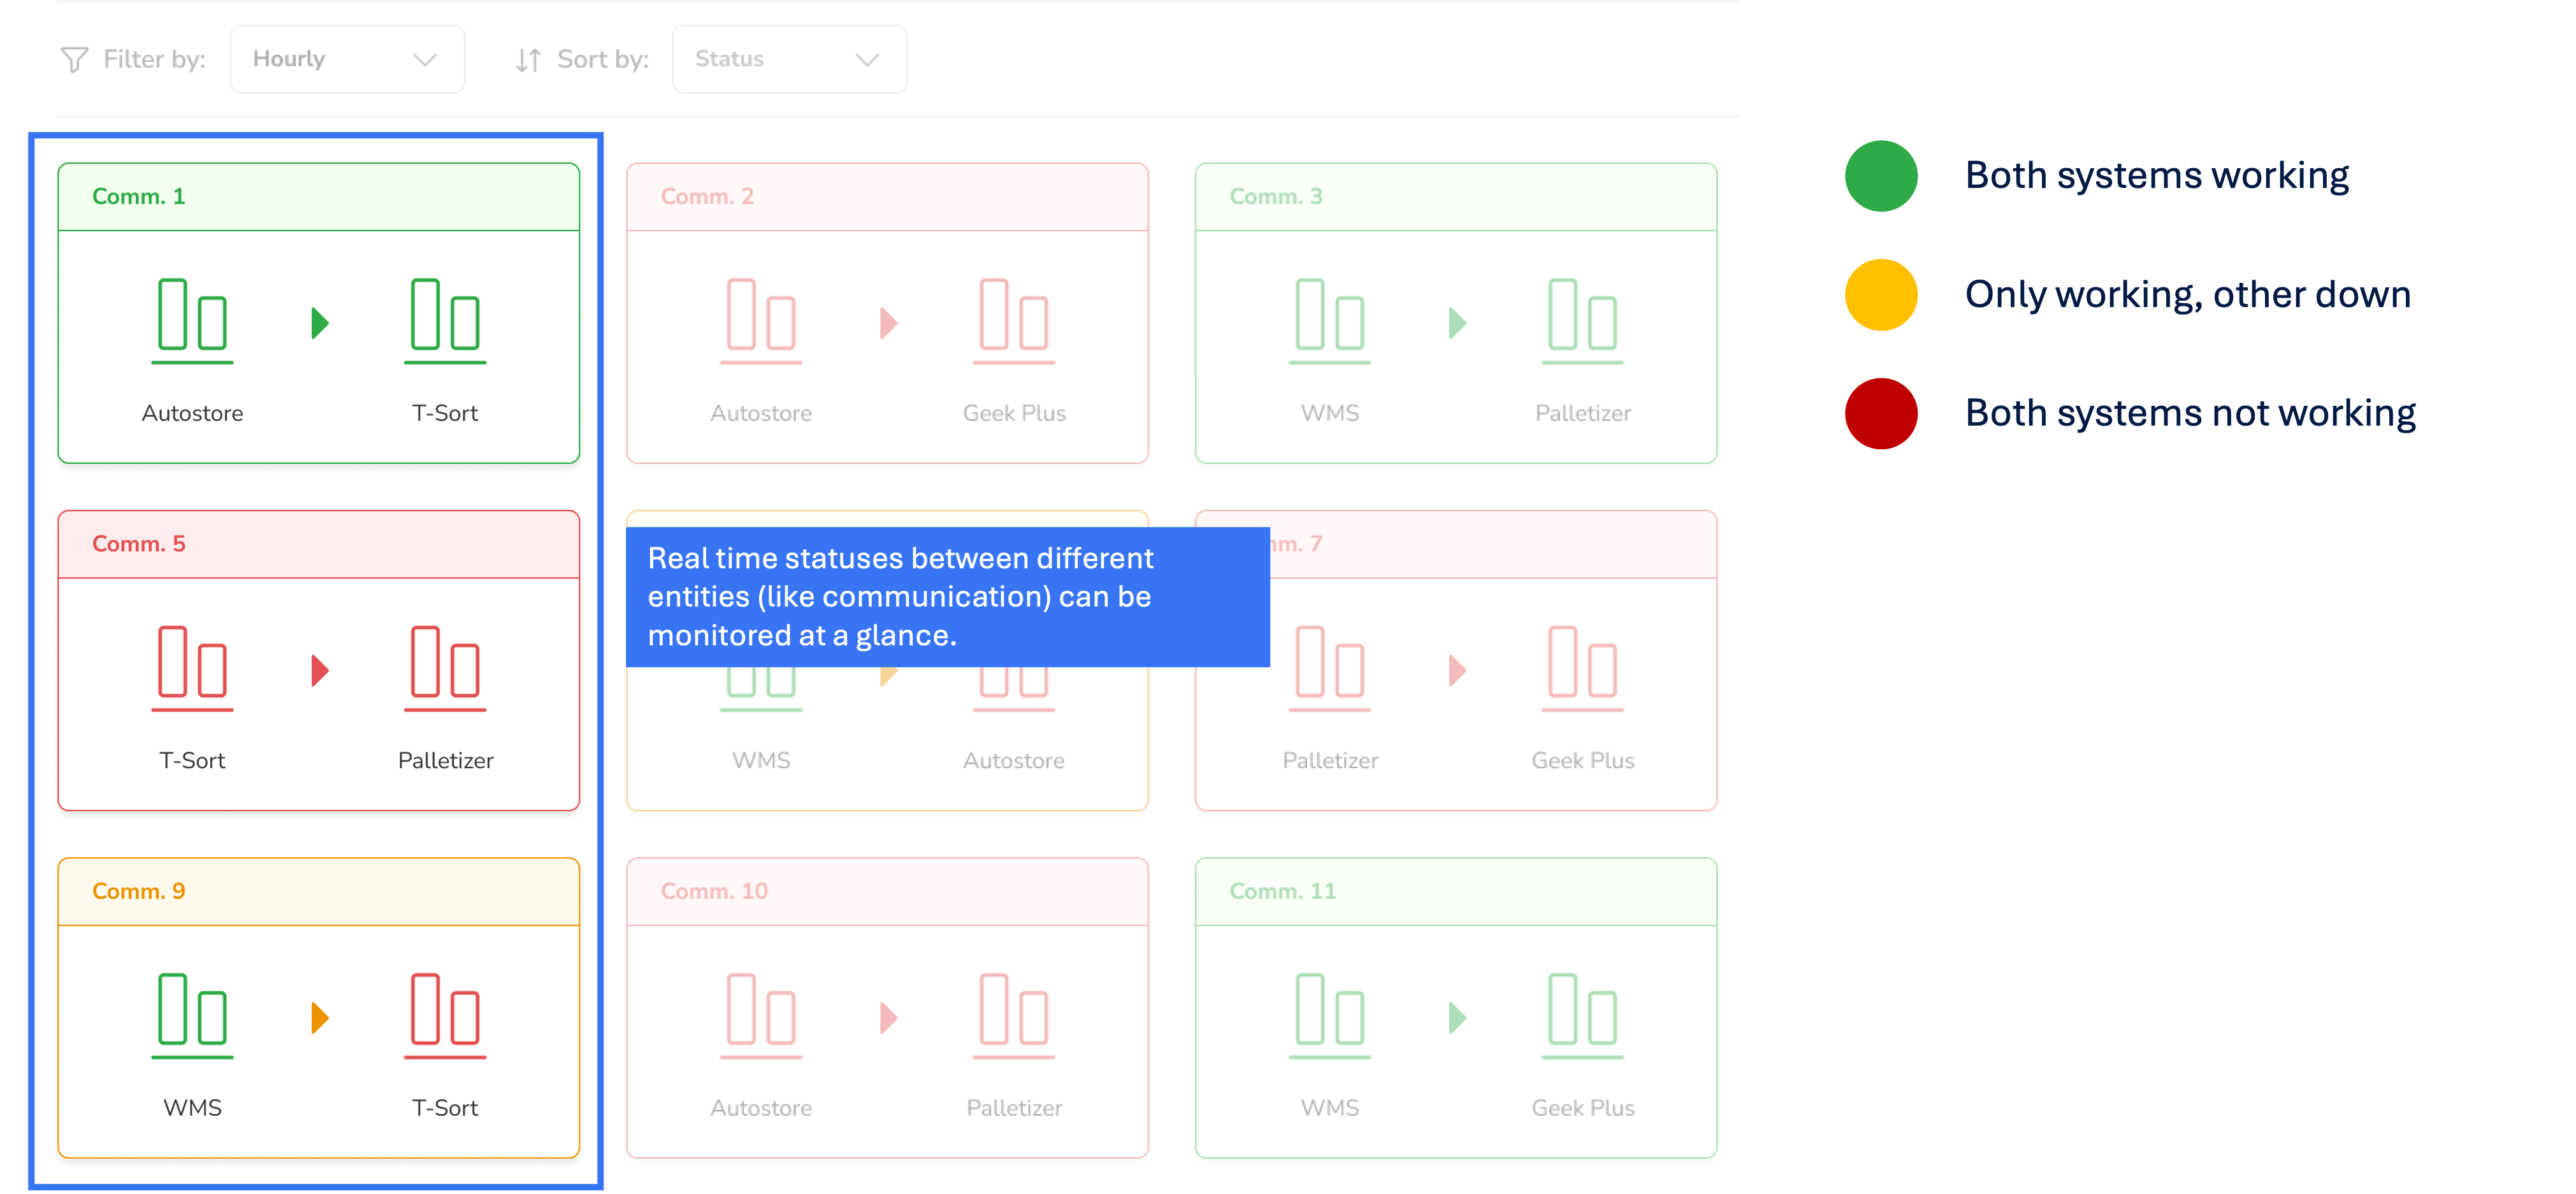 Filter by:
Hourly
Sort by:
Status
Comm. 1
Autostore
T-Sort
Comm. 2
Autostore
Geek Plus
Comm. 3
WMS
Palletizer
Both systems working
Only working, other down
Both systems not working
Comm. 5
T-Sort
Palletizer
Real time statuses between different
entities (like communication) can be
monitored at a glance.
WMS
Autostore
7
Palletizer
Geek Plus
Comm. 9
WMS
T-Sort
Comm. 10
Autostore
Palletizer
Comm. 11
WMS
Geek Plus